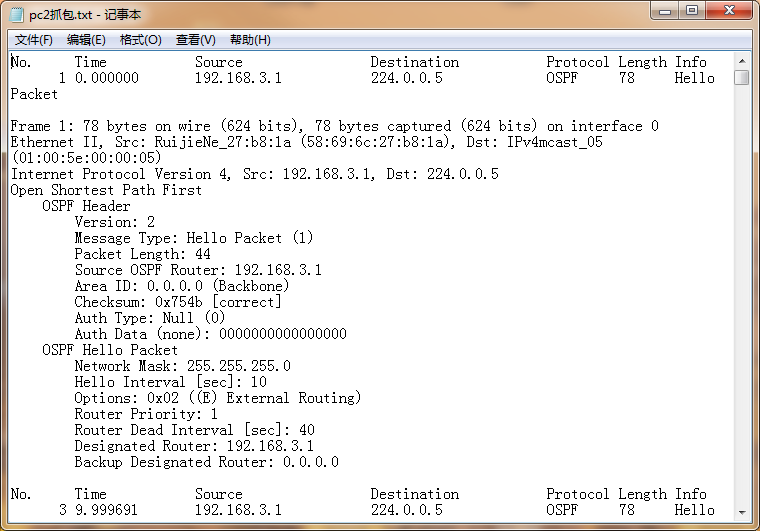 pc2抓包.txt - 记事本
文件(F) 编辑(E) 格式(O) 查看(V) 帮助(H)
No.     Time           Source                Destination           Protocol Length Info
      1 0.000000       192.168.3.1           224.0.0.5             OSPF     78     Hello
Packet
Frame 1: 78 bytes on wire (624 bits), 78 bytes captured (624 bits) on interface 0
Ethernet II, Src: RuijieNe_27:b8:1a (58:69:6c:27:b8:1a), Dst: IPv4mcast_05
(01:00:5e:00:00:05)
Internet Protocol Version 4, Src: 192.168.3.1, Dst: 224.0.0.5
Open Shortest Path First
    OSPF Header
        Version: 2
        Message Type: Hello Packet (1)
        Packet Length: 44
        Source OSPF Router: 192.168.3.1
        Area ID: 0.0.0.0 (Backbone)
        Checksum: 0x754b [correct]
        Auth Type: Null (0)
        Auth Data (none): 0000000000000000
    OSPF Hello Packet
        Network Mask: 255.255.255.0
        Hello Interval [sec]: 10
        Options: 0x02 ((E) External Routing)
        Router Priority: 1
        Router Dead Interval [sec]: 40
        Designated Router: 192.168.3.1
        Backup Designated Router: 0.0.0.0
No.     Time           Source                Destination           Protocol Length Info
      3 9.999691       192.168.3.1           224.0.0.5             OSPF     78     Hello